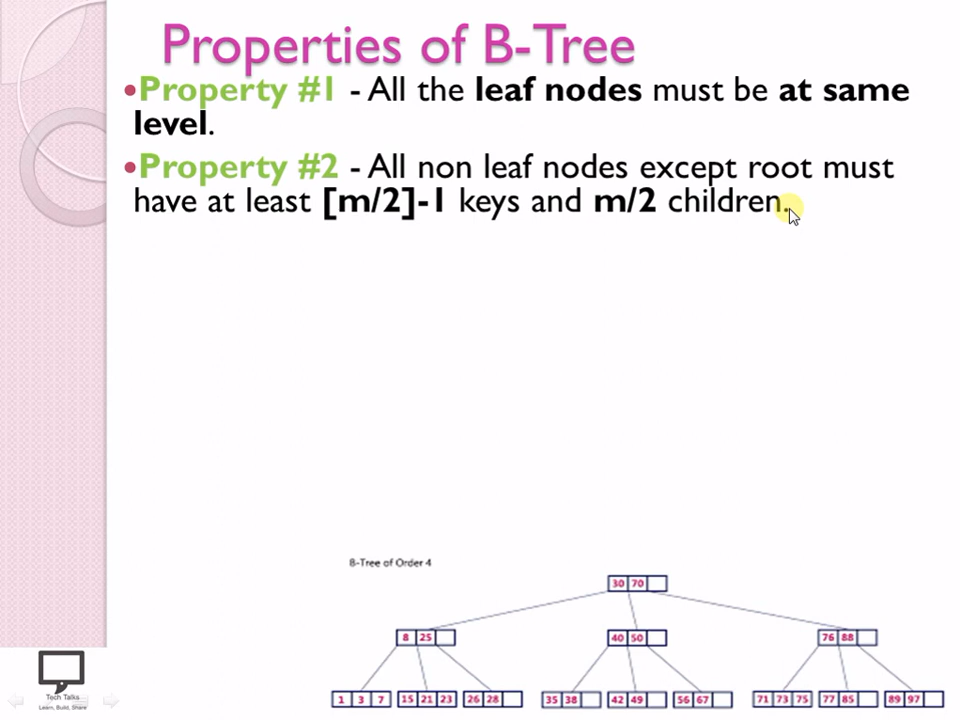 Properties of B-Tree
•Property #1 - All the leaf nodes must be at same
level.
•Property #2 - All non leaf nodes except root must
have at least [m/2]-1 keys and m/2 children.
B-Tree of Order 4
30 70
8 25
40 50
76 88
1 3 7
15 21 23
26 28
35 38
42 49
56 67
71 73 75
77 85
89 97
Tech Talks
Learn, Build, Share